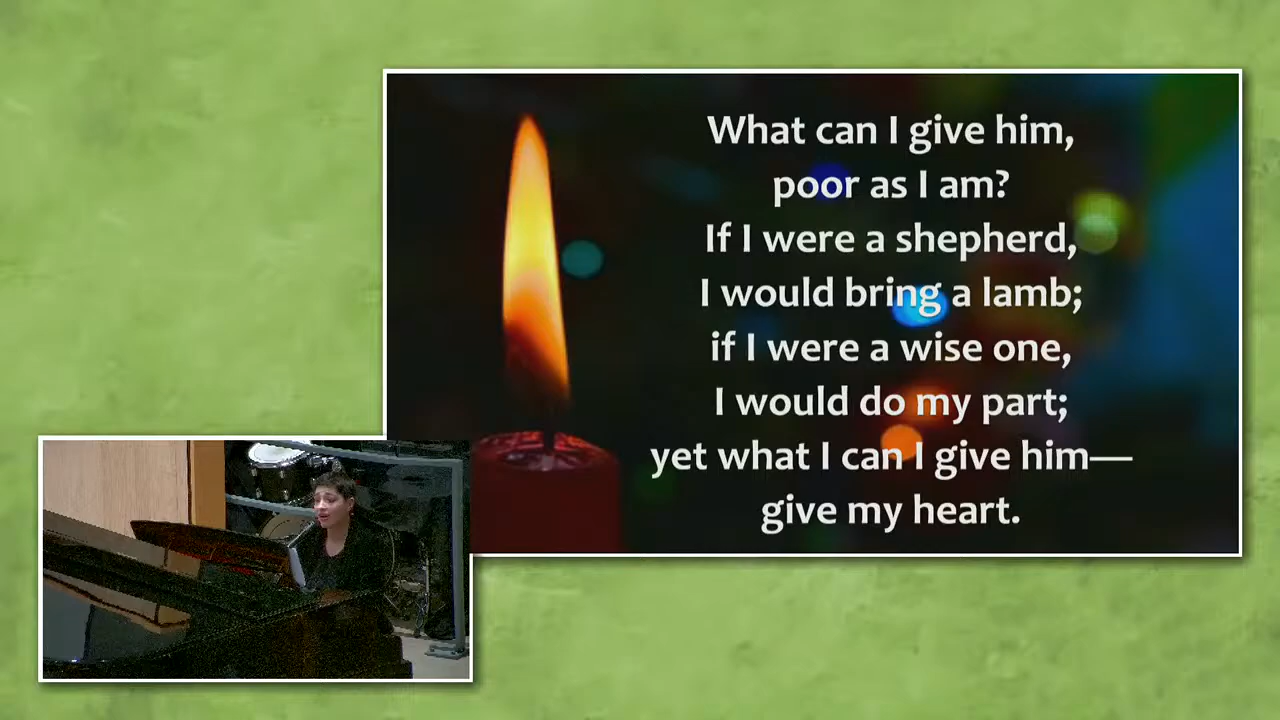 What can I give him,
poor as I am?
If I were a shepherd,
I would bring a lamb;
if I were a wise one,
I would do my part;
yet what I can I give him—
give my heart.